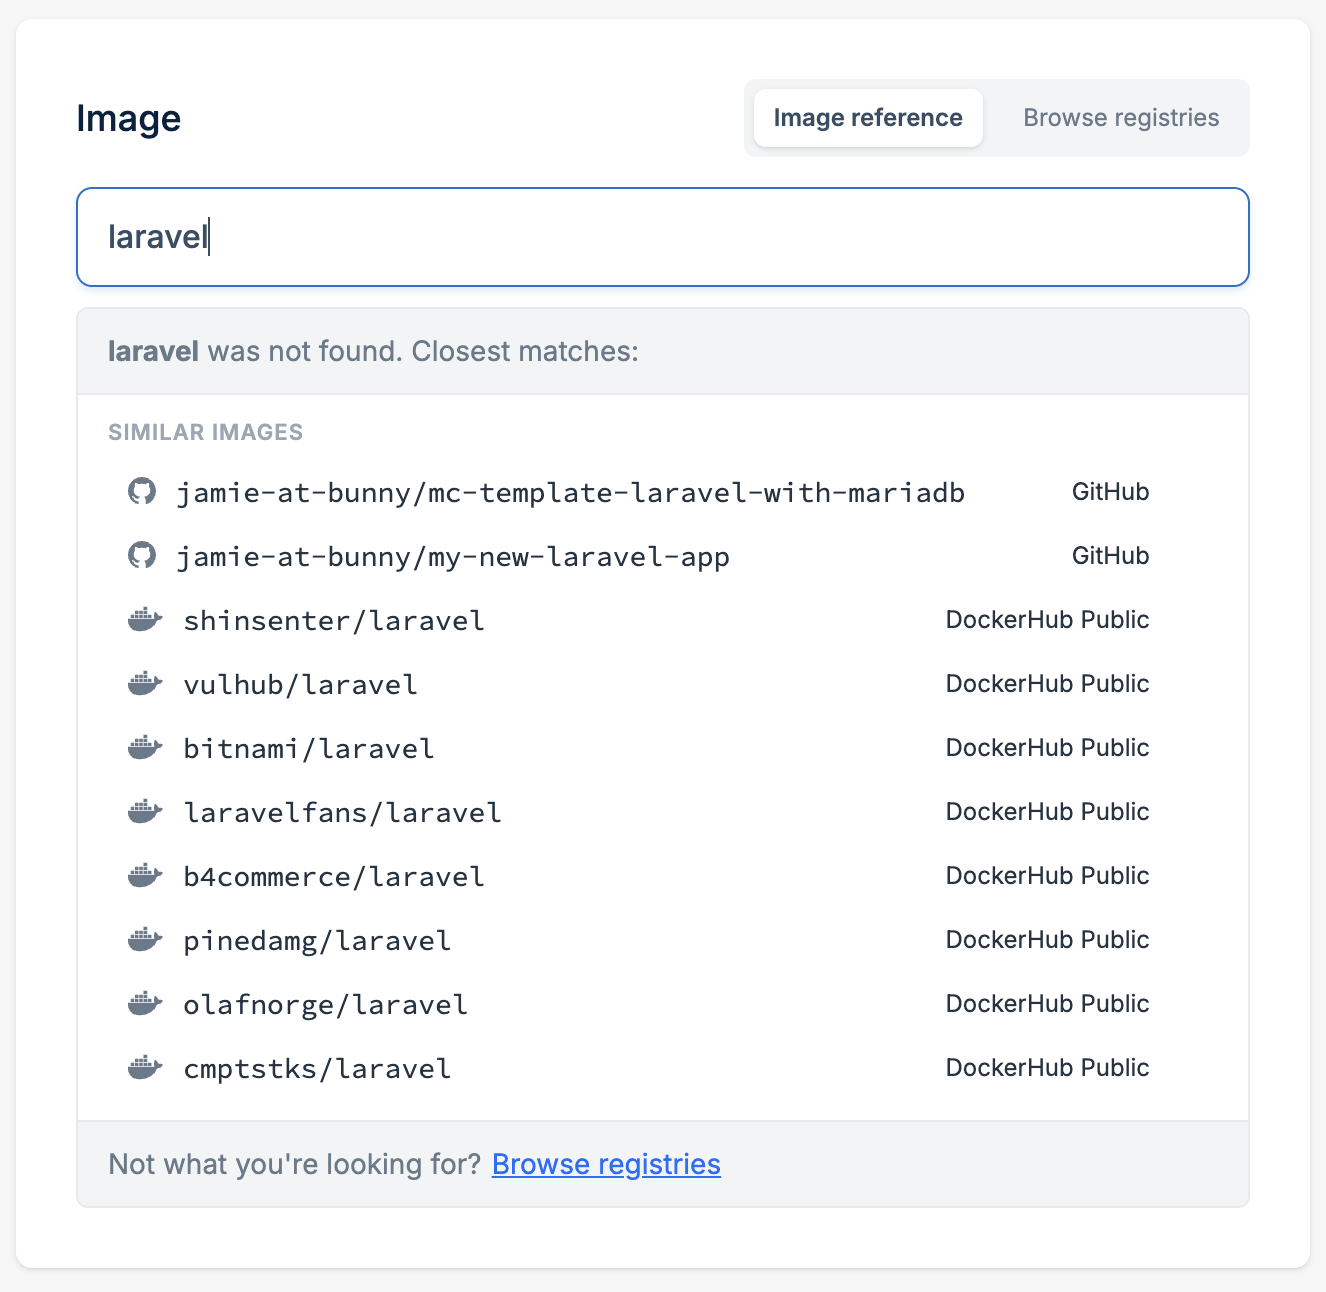 Image
Image reference
Browse registries
laravel
laravel was not found. Closest matches:
SIMILAR IMAGES
jamie-at-bunny/mc-template-laravel-with-mariadb GitHub
jamie-at-bunny/my-new-laravel-app GitHub
shinsenter/laravel DockerHub Public
vulhub/laravel DockerHub Public
bitnami/laravel DockerHub Public
laravelfans/laravel DockerHub Public
b4commerce/laravel DockerHub Public
pinedamg/laravel DockerHub Public
olafnorge/laravel DockerHub Public
cmptstks/laravel DockerHub Public
Not what you're looking for? Browse registries